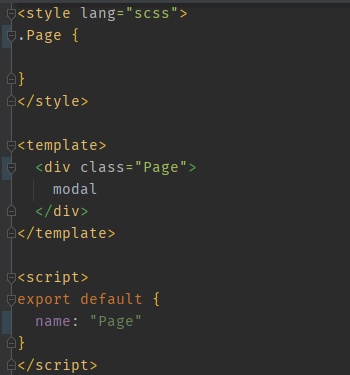 <style lang="scss">
.Page {
}
</style>
<template>
<div class="Page">
modal
</div>
</template>
<script>
export default {
name: "Page"
}
</script>